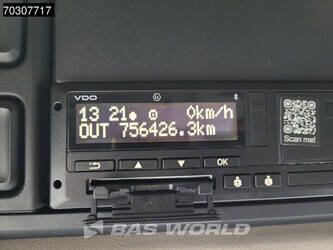 70307717
VDO
13 21 0km/h
OUT 756426.3km
Scan me!
OK
BAS WORLD